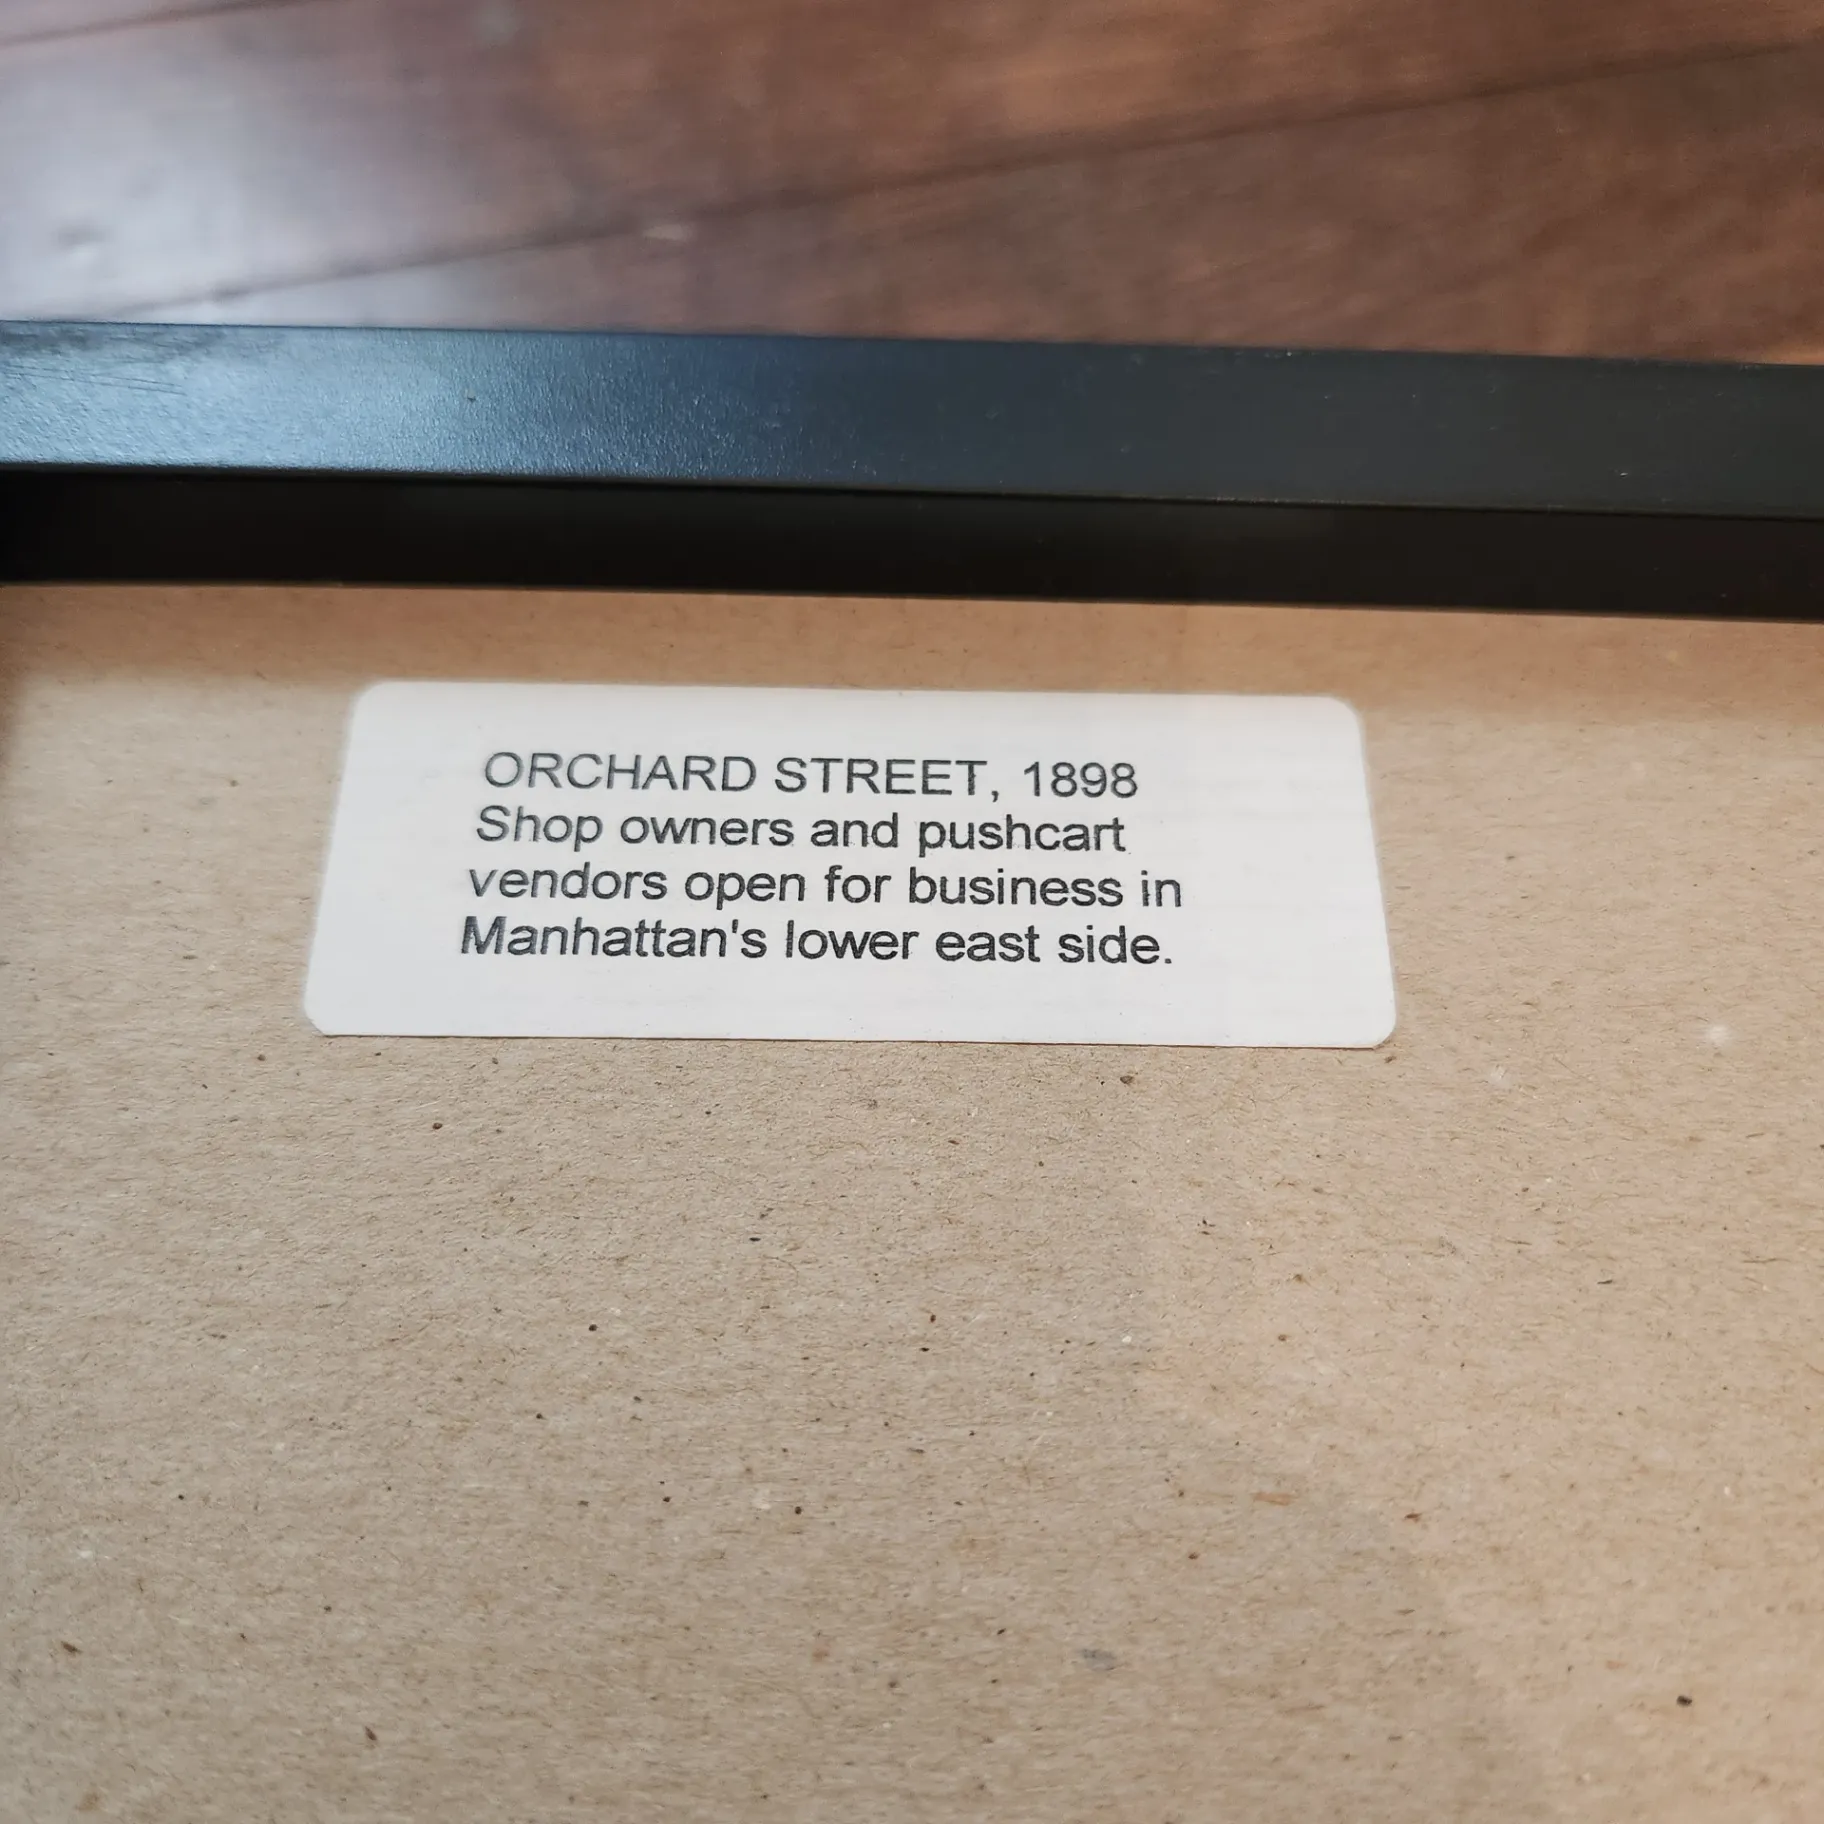 ORCHARD STREET, 1898
Shop owners and pushcart
vendors open for business in
Manhattan's lower east side.